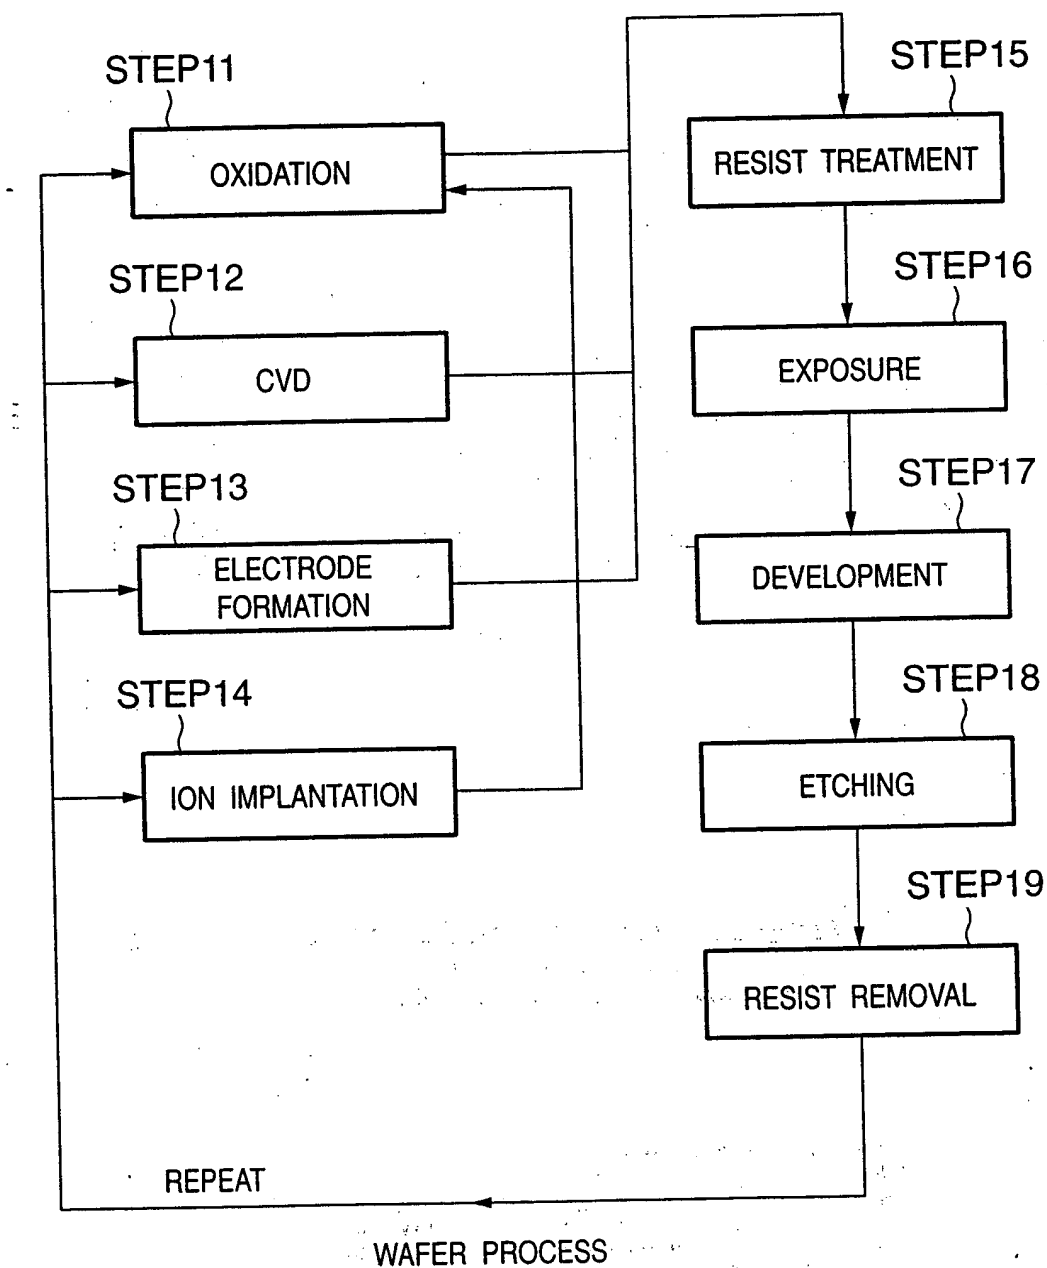 STEP11
OXIDATION
STEP12
CVD
STEP13
ELECTRODE
FORMATION
STEP14
ION IMPLANTATION
STEP15
RESIST TREATMENT
STEP16
EXPOSURE
STEP17
DEVELOPMENT
STEP18
ETCHING
STEP19
RESIST REMOVAL
REPEAT
WAFER PROCESS